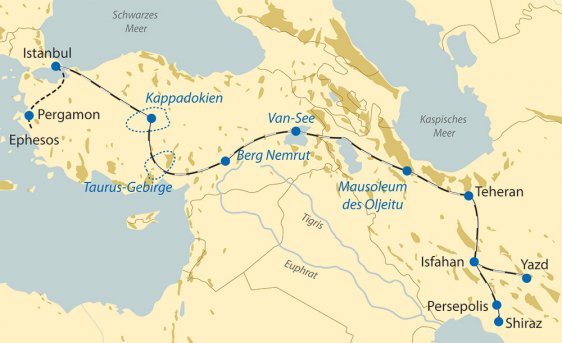 Schwarzes
Meer
Istanbul
Kappadokien
Pergamon
Ephesos
Van-See
Kaspisches
Meer
Berg Nemrut
Taurus-Gebirge
Mausoleum
des Oljeitu
Teheran
Tigris
Euphrat
Isfahan
Yazd
Persepolis
Shiraz